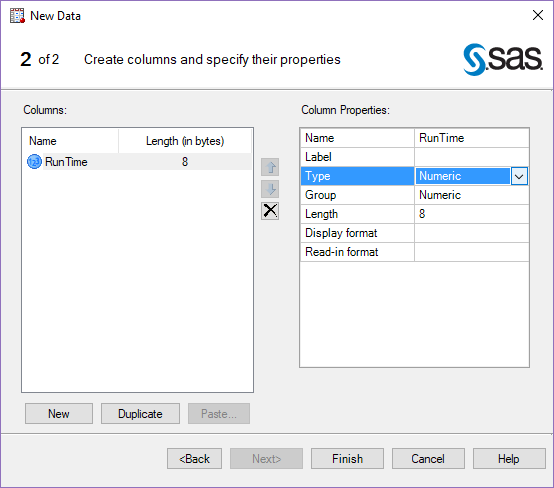 New Data
2 of 2 Create columns and specify their properties
sas
Columns:
Name Length (in bytes)
123 RunTime 8
New Duplicate Paste...
Column Properties:
Name RunTime
Label
Type Numeric
Group Numeric
Length 8
Display format
Read-in format
<Back Next> Finish Cancel Help